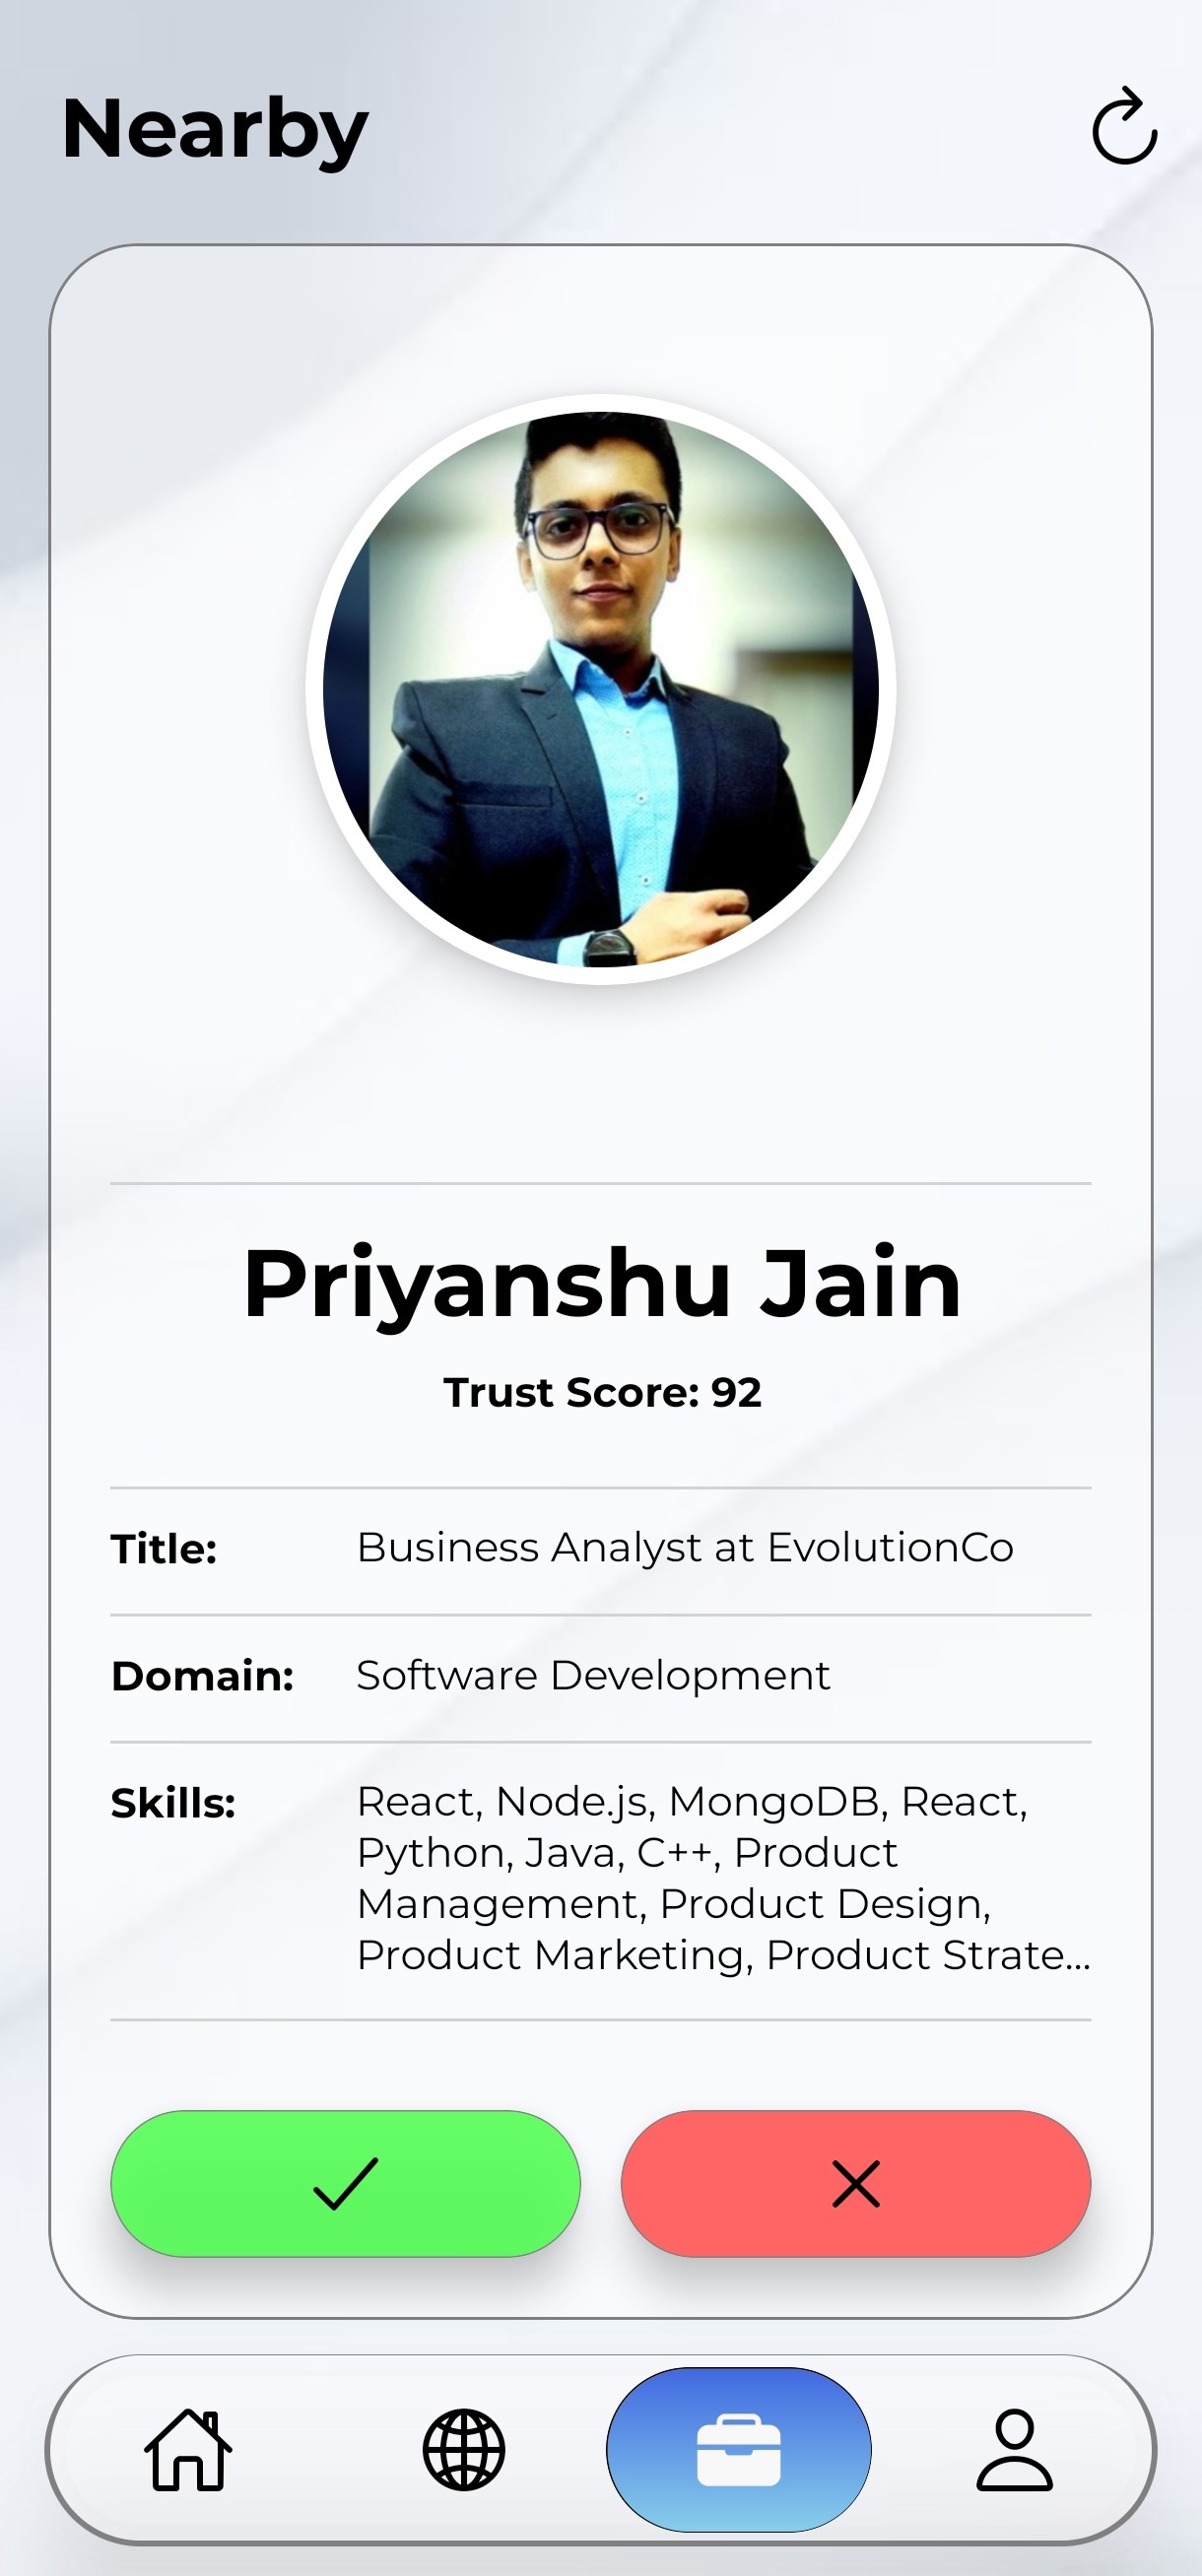 Nearby
Priyanshu Jain
Trust Score: 92
Title: Business Analyst at EvolutionCo
Domain: Software Development
Skills: React, Node.js, MongoDB, React,
Python, Java, C++, Product
Management, Product Design,
Product Marketing, Product Strate...